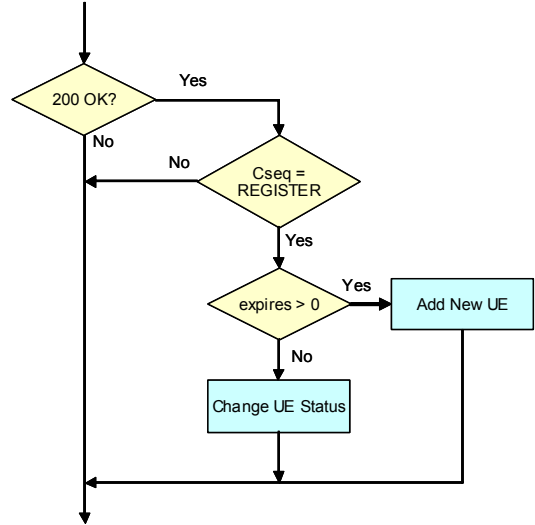 Yes
200 OK?
No
No
Cseq =
REGISTER
Yes
Yes
expires > 0
Add New UE
No
Change UE Status